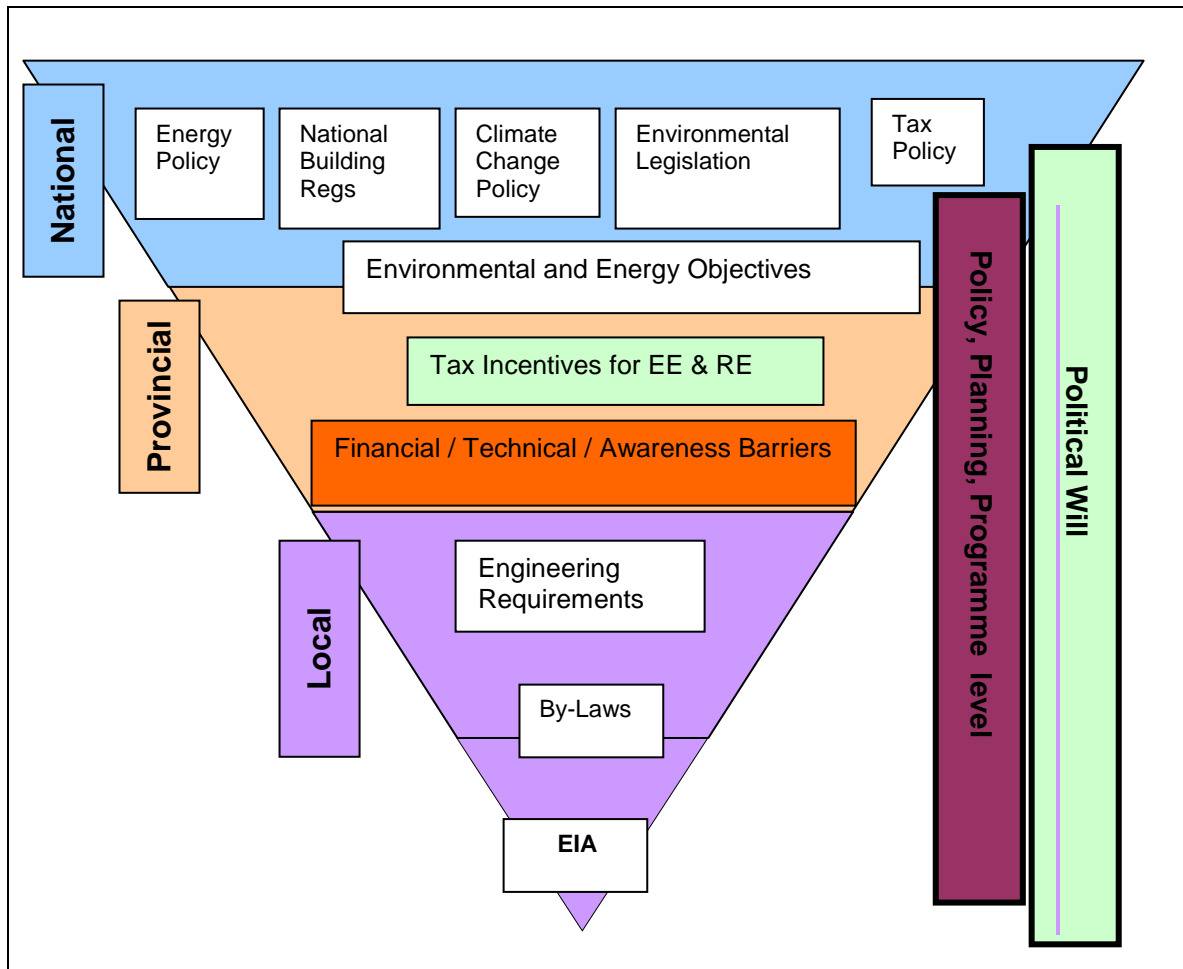 National
Energy
Policy
National
Building
Regs
Climate
Change
Policy
Environmental
Legislation
Tax
Policy
Environmental and Energy Objectives
Provincial
Tax Incentives for EE & RE
Financial / Technical / Awareness Barriers
Local
Engineering
Requirements
By-Laws
EIA
Policy, Planning, Programme level
Political Will